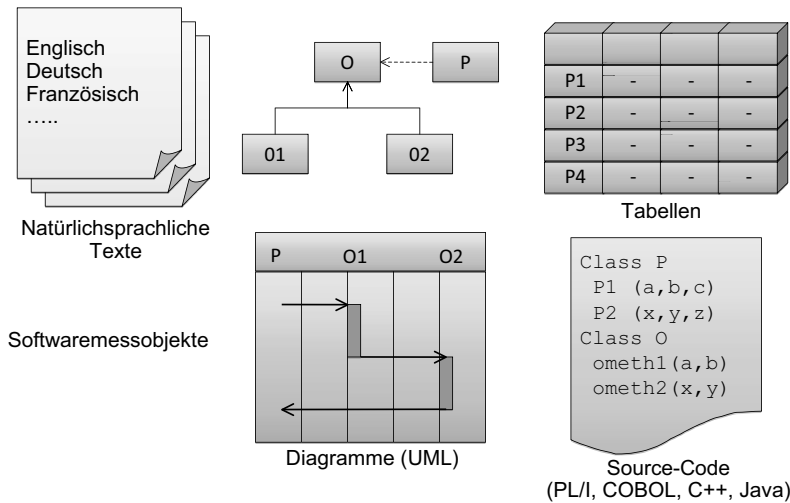 Englisch
Deutsch
Französisch
…..
Natürlichsprachliche
Texte
O
P
01
02
P1 - - -
P2 - - -
P3 - - -
P4 - - -
Tabellen
Softwaremessobjekte
P O1 O2
Diagramme (UML)
Class P
P1 (a,b,c)
P2 (x,y,z)
Class O
ometh1(a,b)
ometh2(x,y)
Source-Code
(PL/I, COBOL, C++, Java)